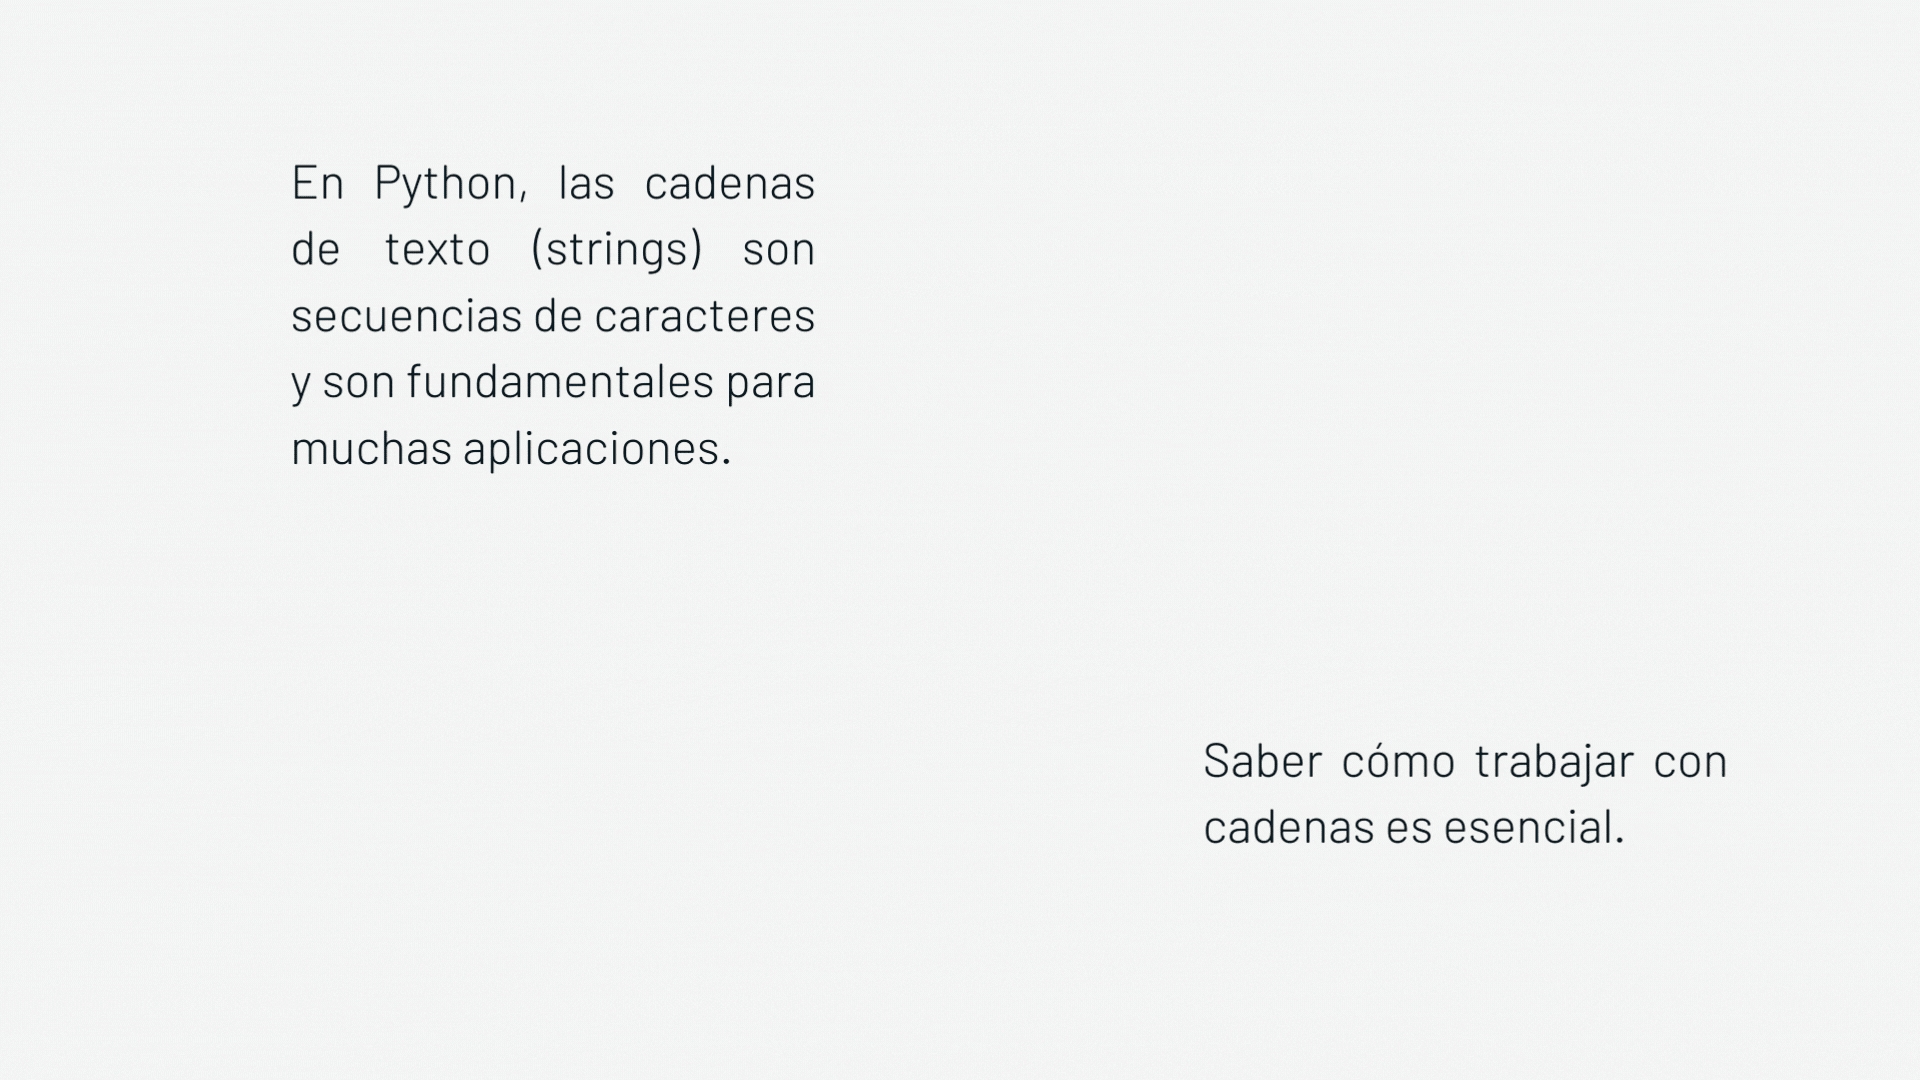 En Python, las cadenas
de texto (strings) son
secuencias de caracteres
y son fundamentales para
muchas aplicaciones.
Saber cómo trabajar con
cadenas es esencial.